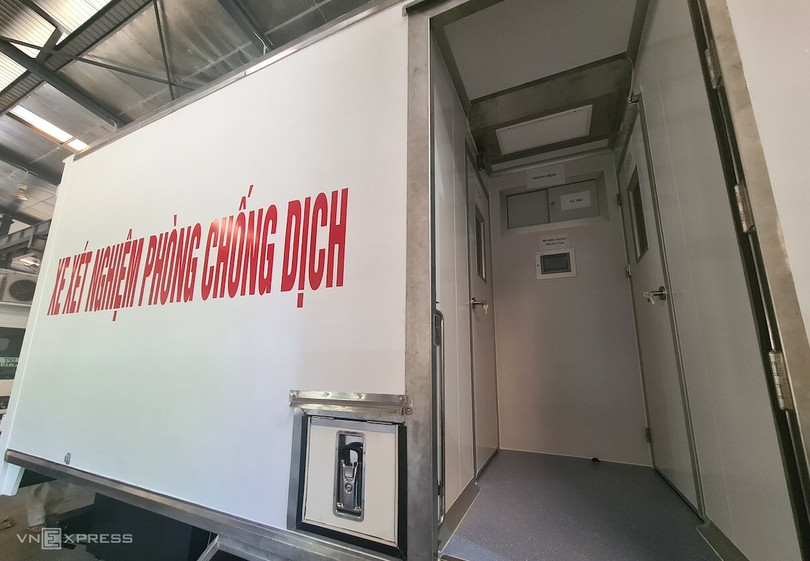 XE XÉT NGHIỆM PHÒNG CHỐNG DỊCH
VNEXPRESS